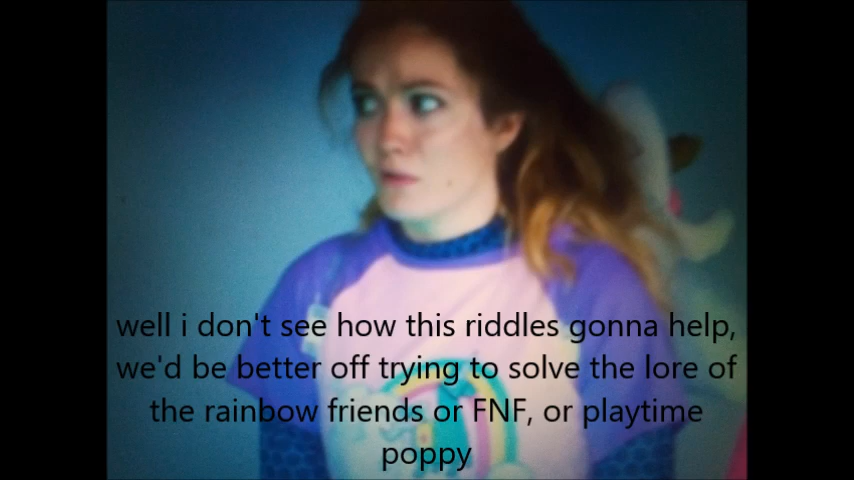 well i don't see how this riddles gonna help,
we'd be better off trying to solve the lore of
the rainbow friends or FNF, or playtime
poppy